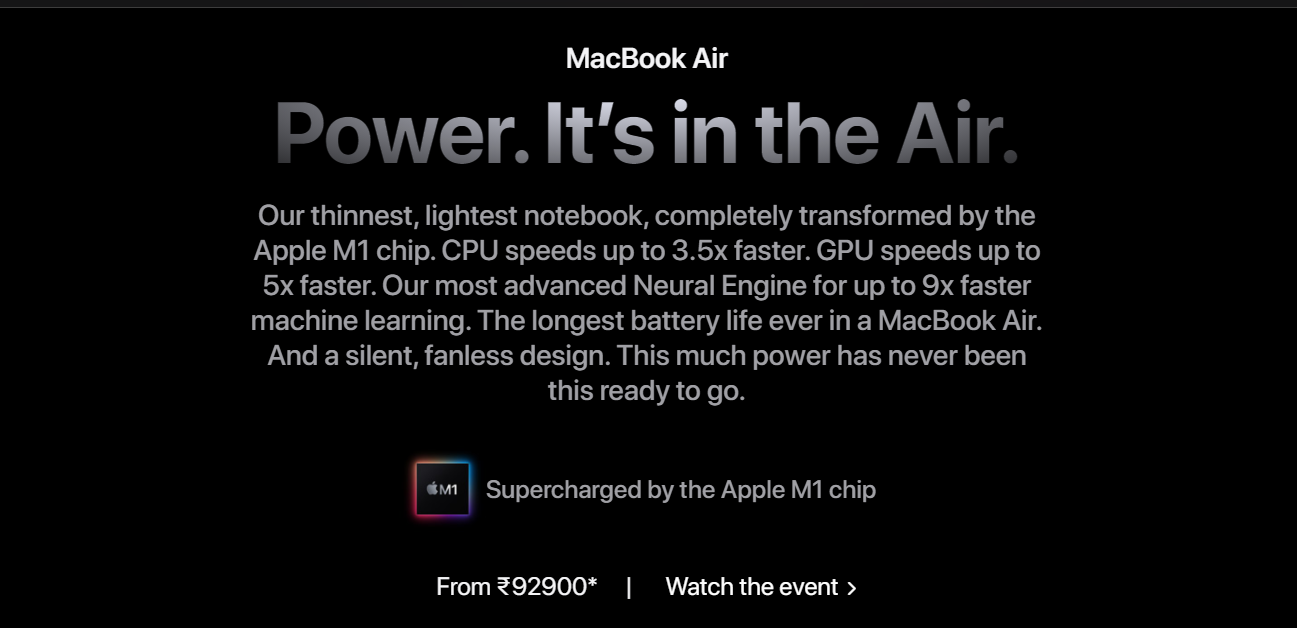 MacBook Air
Power. It’s in the Air.
Our thinnest, lightest notebook, completely transformed by the
Apple M1 chip. CPU speeds up to 3.5x faster. GPU speeds up to
5x faster. Our most advanced Neural Engine for up to 9x faster
machine learning. The longest battery life ever in a MacBook Air.
And a silent, fanless design. This much power has never been
this ready to go.
M1 Supercharged by the Apple M1 chip
From ₹92900* | Watch the event >